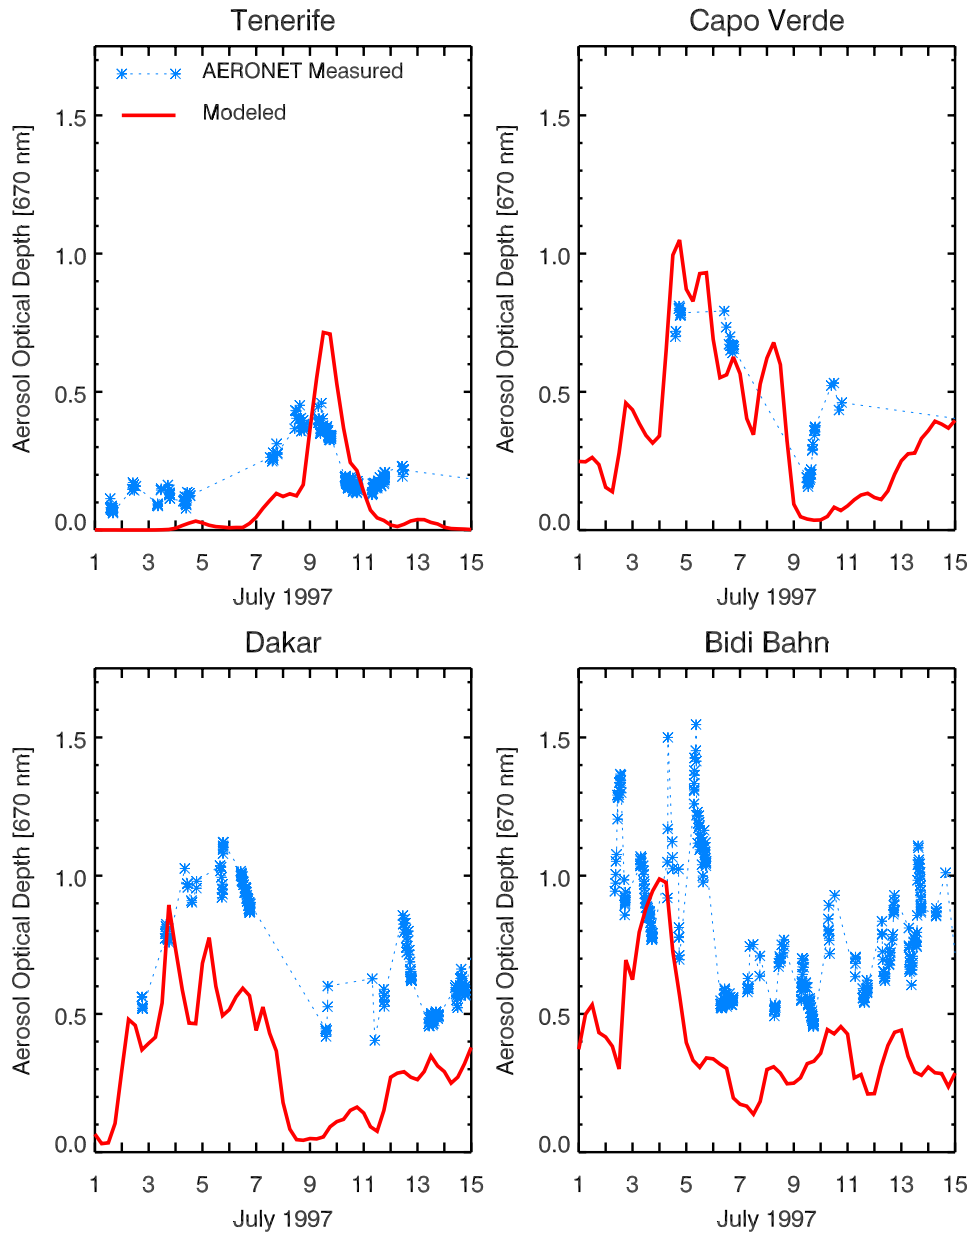 Tenerife
AERONET Measured
Modeled
Aerosol Optical Depth [670 nm]
1.5
1.0
0.5
0.0
1 3 5 7 9 11 13 15
July 1997
Capo Verde
Aerosol Optical Depth [670 nm]
1.5
1.0
0.5
0.0
1 3 5 7 9 11 13 15
July 1997
Dakar
Aerosol Optical Depth [670 nm]
1.5
1.0
0.5
0.0
1 3 5 7 9 11 13 15
July 1997
Bidi Bahn
Aerosol Optical Depth [670 nm]
1.5
1.0
0.5
0.0
1 3 5 7 9 11 13 15
July 1997